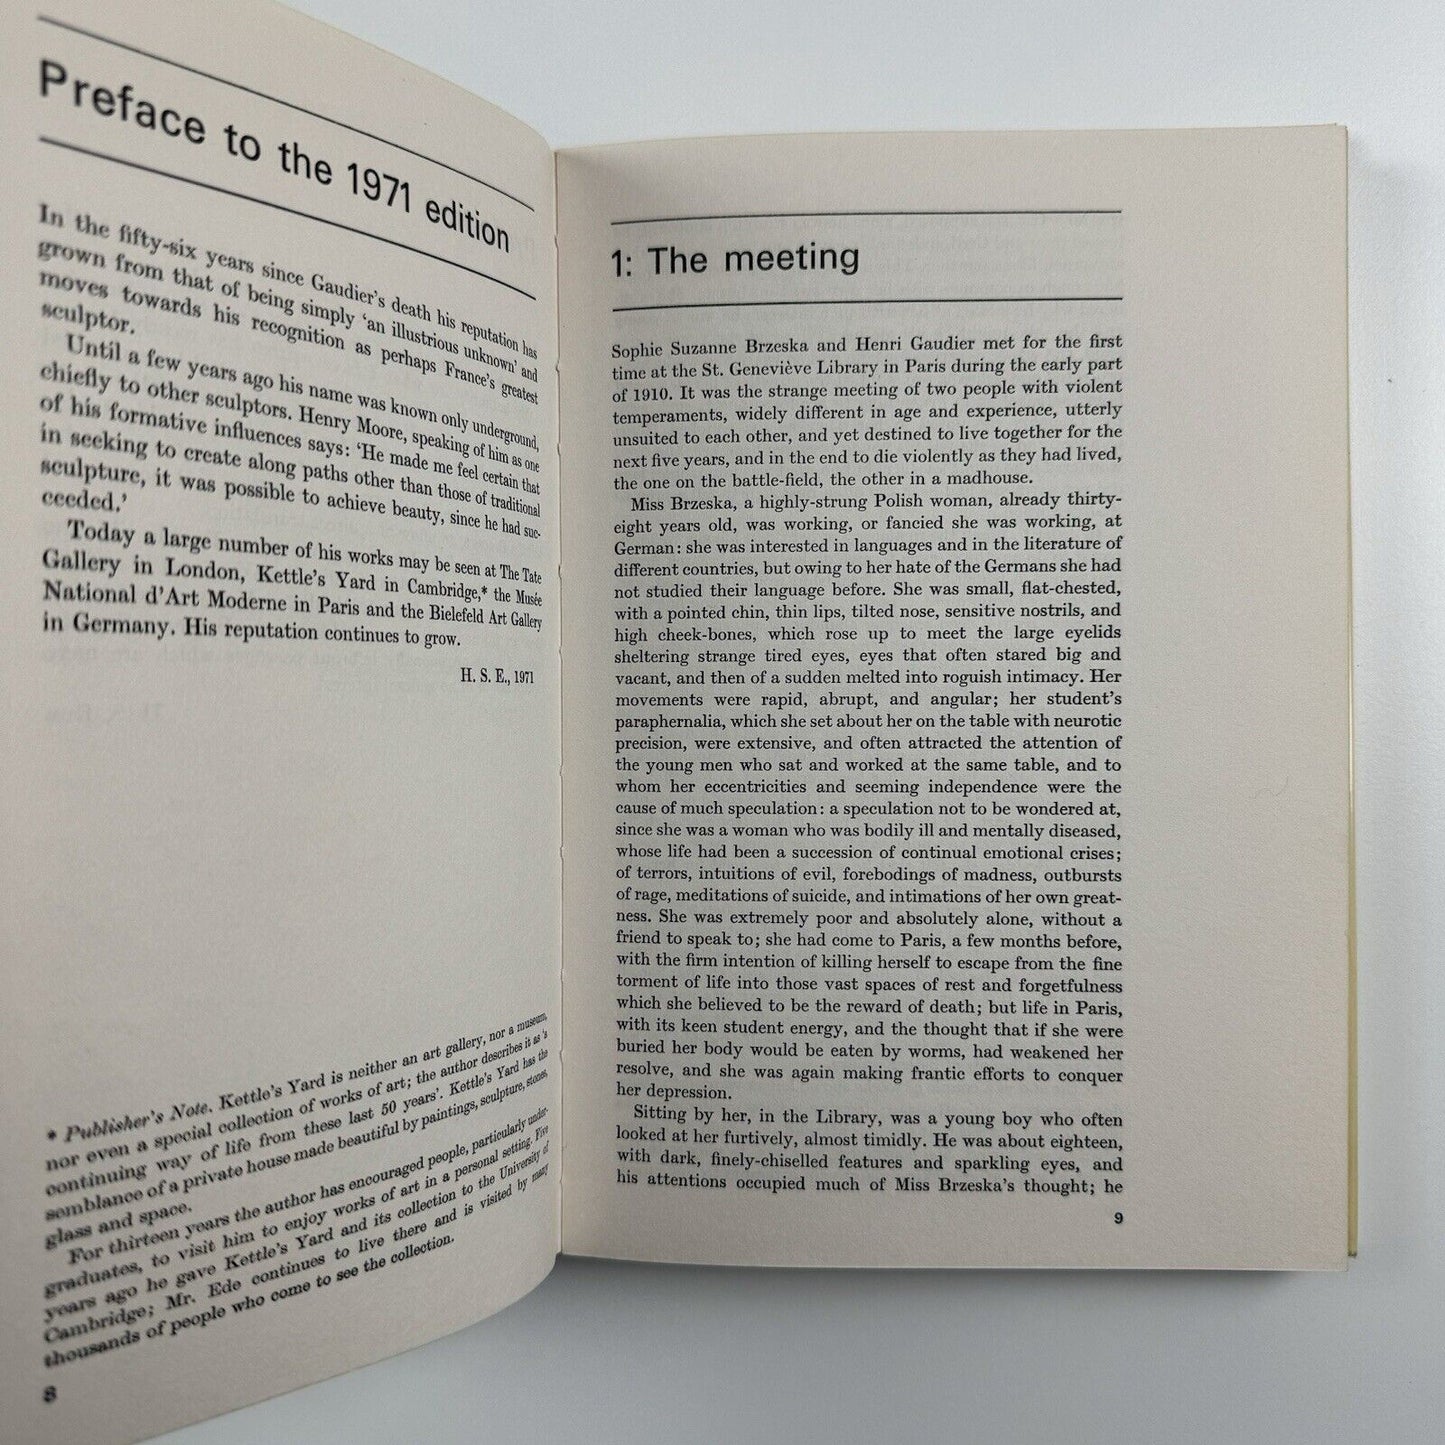 Preface to the 1971 edition
In the fifty-six years since Gaudier's death his reputation has
grown from that of being simply 'an illustrious unknown' and
moves towards his recognition as perhaps France's greatest
sculptor.
Until a few years ago his name was known only underground,
chiefly to other sculptors. Henry Moore, speaking of him as one
of his formative influences says: 'He made me feel certain that
in seeking to create along paths other than those of traditional
sculpture, it was possible to achieve beauty, since he had suc-
ceeded.'
Today a large number of his works may be seen at The Tate
Gallery in London, Kettle's Yard in Cambridge,* the Musée
National d'Art Moderne in Paris and the Bielefeld Art Gallery
in Germany. His reputation continues to grow.
H. S. E., 1971
* Publisher's Note. Kettle's Yard is neither an art gallery, nor a museum,
nor even a special collection of works of art; the author describes it as 'a
continuing way of life from these last 50 years'. Kettle's Yard has the
semblance of a private house made beautiful by paintings, sculpture, stones,
glass and space.
For thirteen years the author has encouraged people, particularly under-
graduates, to visit him to enjoy works of art in a personal setting. Five
years ago he gave Kettle's Yard and its collection to the University of
Cambridge; Mr. Ede continues to live there and is visited by many
thousands of people who come to see the collection.
8
1: The meeting
Sophie Suzanne Brzeska and Henri Gaudier met for the first
time at the St. Geneviève Library in Paris during the early part
of 1910. It was the strange meeting of two people with violent
temperaments, widely different in age and experience, utterly
unsuited to each other, and yet destined to live together for the
next five years, and in the end to die violently as they had lived,
the one on the battle-field, the other in a madhouse.
Miss Brzeska, a highly-strung Polish woman, already thirty-
eight years old, was working, or fancied she was working, at
German: she was interested in languages and in the literature of
different countries, but owing to her hate of the Germans she had
not studied their language before. She was small, flat-chested,
with a pointed chin, thin lips, tilted nose, sensitive nostrils, and
high cheek-bones, which rose up to meet the large eyelids
sheltering strange tired eyes, eyes that often stared big and
vacant, and then of a sudden melted into roguish intimacy. Her
movements were rapid, abrupt, and angular; her student's
paraphernalia, which she set about her on the table with neurotic
precision, were extensive, and often attracted the attention of
the young men who sat and worked at the same table, and to
whom her eccentricities and seeming independence were the
cause of much speculation: a speculation not to be wondered at,
since she was a woman who was bodily ill and mentally diseased,
whose life had been a succession of continual emotional crises;
of terrors, intuitions of evil, forebodings of madness, outbursts
of rage, meditations of suicide, and intimations of her own great-
ness. She was extremely poor and absolutely alone, without a
friend to speak to; she had come to Paris, a few months before,
with the firm intention of killing herself to escape from the fine
torment of life into those vast spaces of rest and forgetfulness
which she believed to be the reward of death; but life in Paris,
with its keen student energy, and the thought that if she were
buried her body would be eaten by worms, had weakened her
resolve, and she was again making frantic efforts to conquer
her depression.
Sitting by her, in the Library, was a young boy who often
looked at her furtively, almost timidly. He was about eighteen,
with dark, finely-chiselled features and sparkling eyes, and
his attentions occupied much of Miss Brzeska's thought; he
9